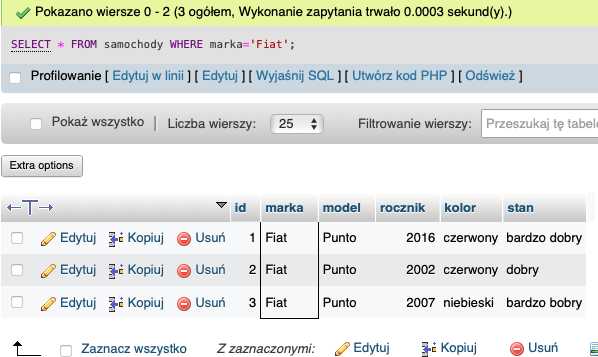 Pokazano wiersze 0 - 2 (3 ogółem, Wykonanie zapytania trwało 0.0003 sekund(y).)
SELECT * FROM samochody WHERE marka='Fiat';
Profilowanie [ Edytuj w linii ] [ Edytuj ] [ Wyjaśnij SQL ] [ Utwórz kod PHP ] [ Odśwież ]
Pokaż wszystko | Liczba wierszy: 25 Filtrowanie wierszy: Przeszukaj tę tabelę
Extra options
id marka model rocznik kolor stan
Edytuj Kopiuj Usuń 1 Fiat Punto 2016 czerwony bardzo dobry
Edytuj Kopiuj Usuń 2 Fiat Punto 2002 czerwony dobry
Edytuj Kopiuj Usuń 3 Fiat Punto 2007 niebieski bardzo bobry
Zaznacz wszystko Z zaznaczonymi: Edytuj Kopiuj Usuń